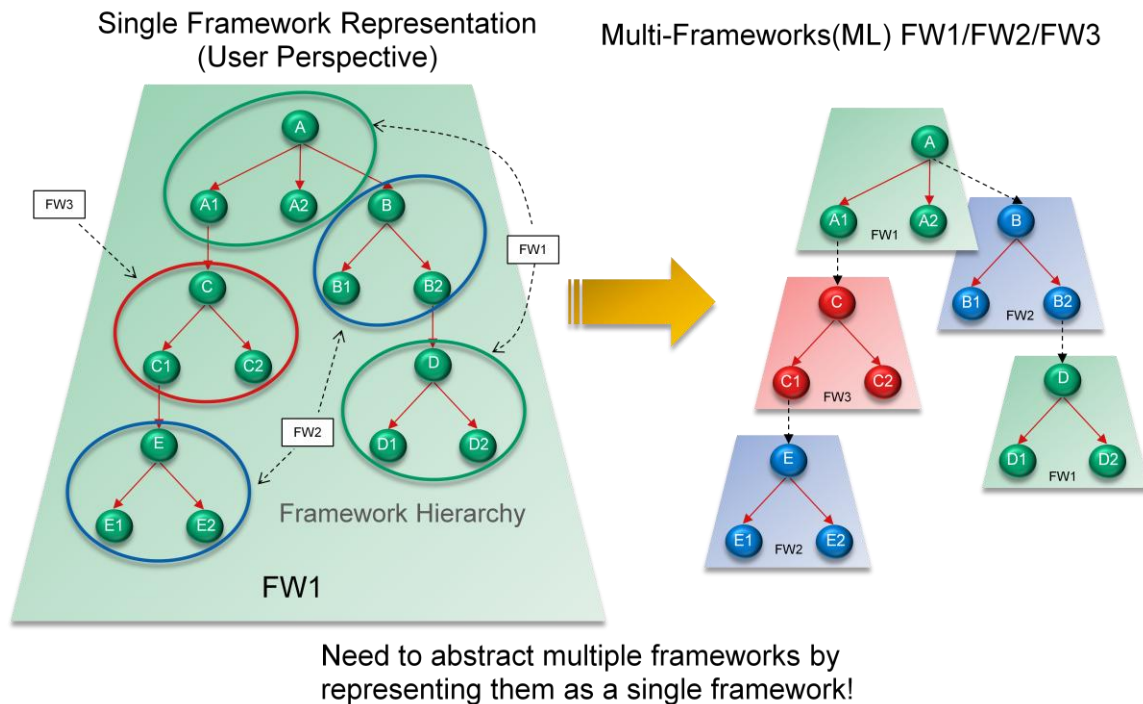 Single Framework Representation
(User Perspective)
Multi-Frameworks(ML) FW1/FW2/FW3
A
A1
A2
B
FW3
FW1
C
B1
B2
C1
C2
D
FW2
E
D1
D2
E1
E2
Framework Hierarchy
FW1
A
A1
A2
FW1
B
B1
B2
FW2
C
C1
C2
FW3
D
D1
D2
FW1
E
E1
E2
FW2
Need to abstract multiple frameworks by
representing them as a single framework!